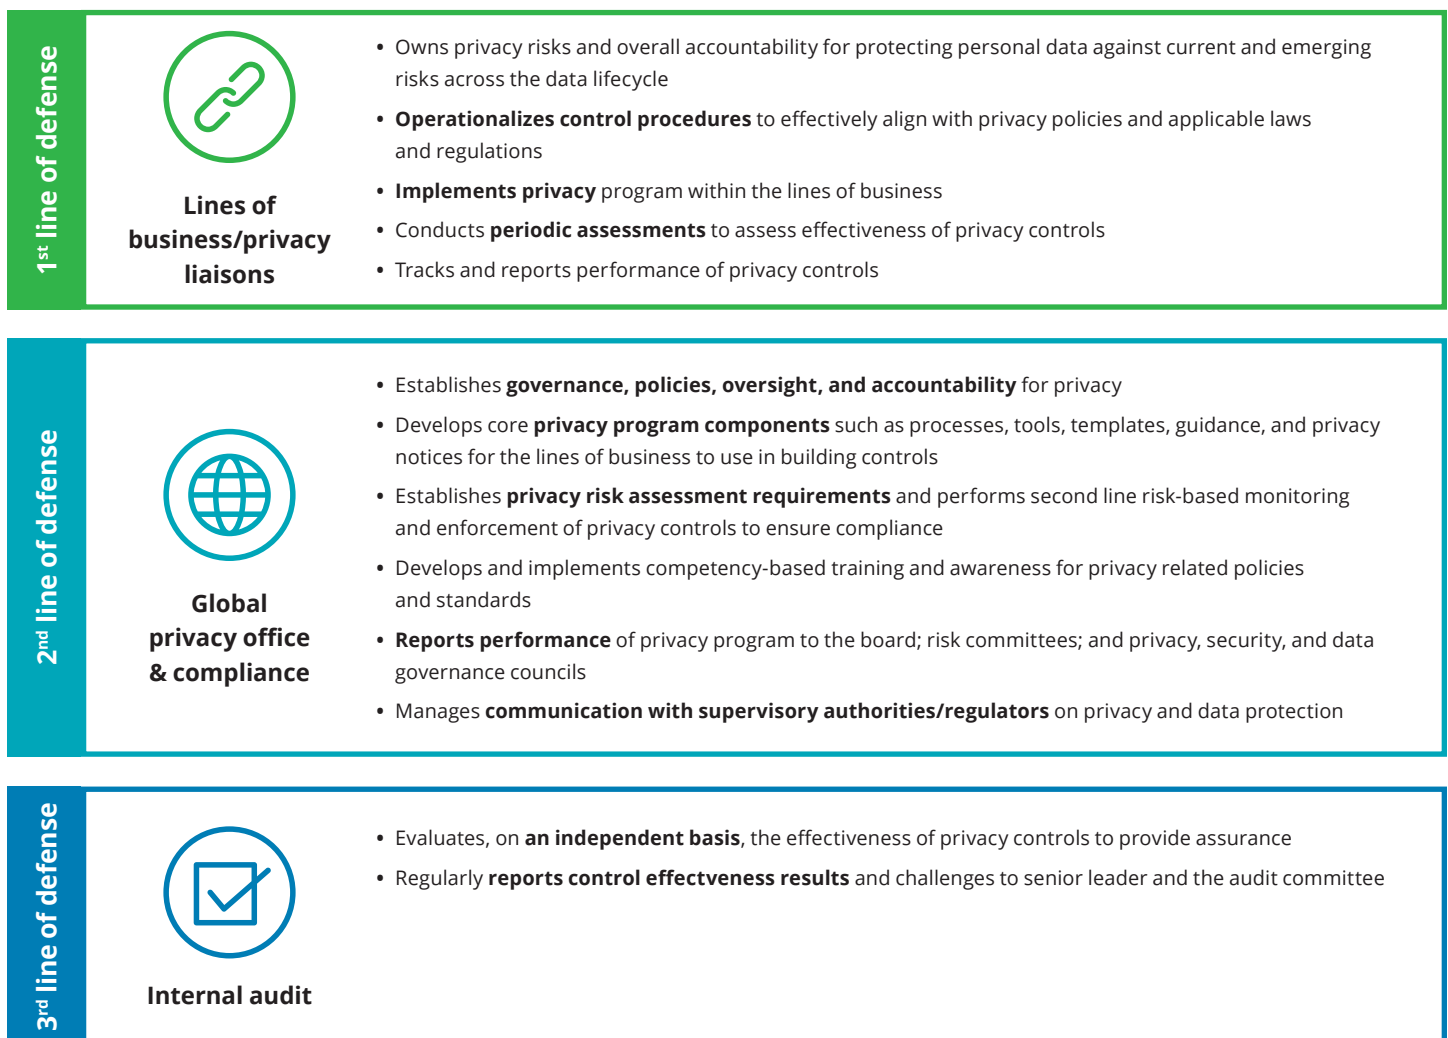 1st line of defense
Lines of
business/privacy
liaisons
• Owns privacy risks and overall accountability for protecting personal data against current and emerging
risks across the data lifecycle
• Operationalizes control procedures to effectively align with privacy policies and applicable laws
and regulations
• Implements privacy program within the lines of business
• Conducts periodic assessments to assess effectiveness of privacy controls
• Tracks and reports performance of privacy controls
2nd line of defense
Global
privacy office
& compliance
• Establishes governance, policies, oversight, and accountability for privacy
• Develops core privacy program components such as processes, tools, templates, guidance, and privacy
notices for the lines of business to use in building controls
• Establishes privacy risk assessment requirements and performs second line risk-based monitoring
and enforcement of privacy controls to ensure compliance
• Develops and implements competency-based training and awareness for privacy related policies
and standards
• Reports performance of privacy program to the board; risk committees; and privacy, security, and data
governance councils
• Manages communication with supervisory authorities/regulators on privacy and data protection
3rd line of defense
Internal audit
• Evaluates, on an independent basis, the effectiveness of privacy controls to provide assurance
• Regularly reports control effectveness results and challenges to senior leader and the audit committee